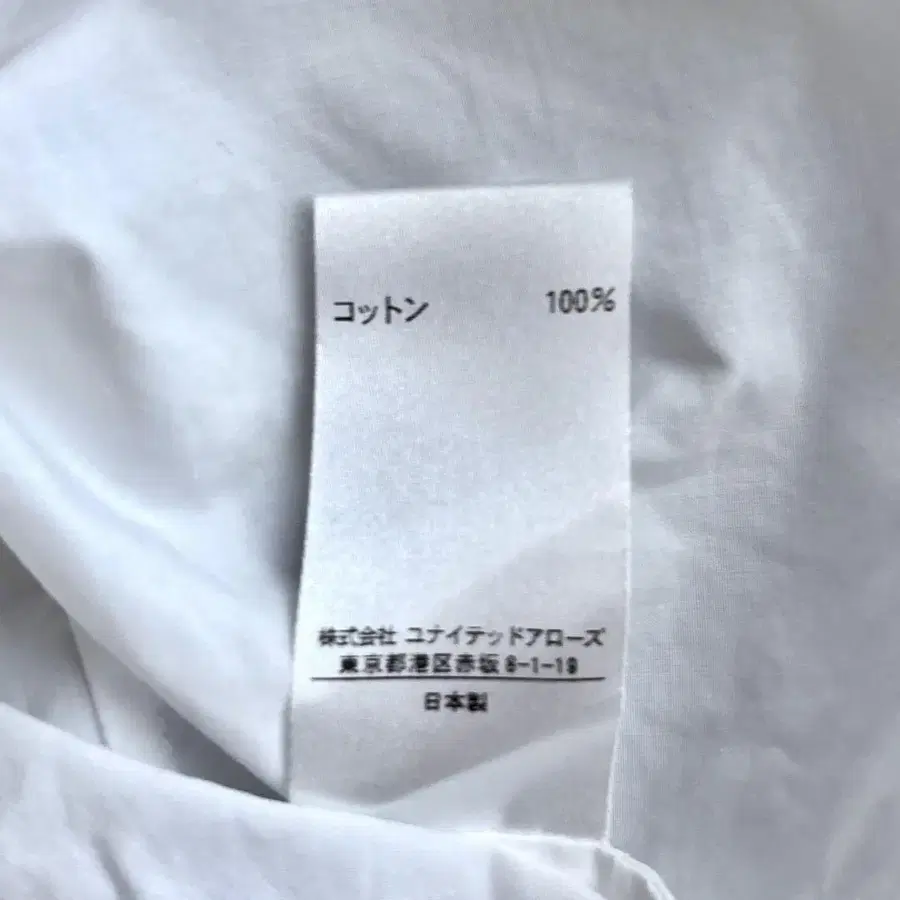 コットン 100%
株式会社 ユナイテッドアローズ
東京都港区赤坂 8-1-19
日本製